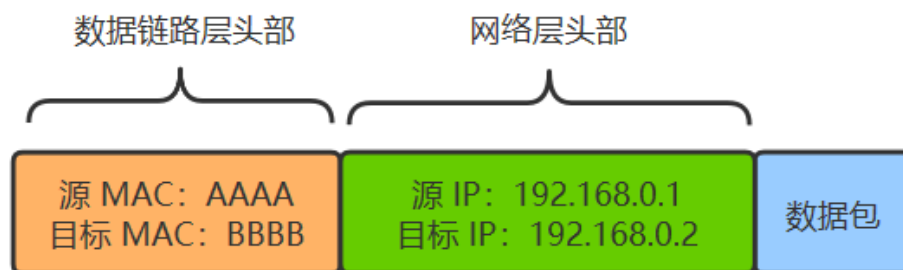 数据链路层头部
网络层头部
源 MAC：AAAA
目标 MAC：BBBB
源 IP：192.168.0.1
目标 IP：192.168.0.2
数据包